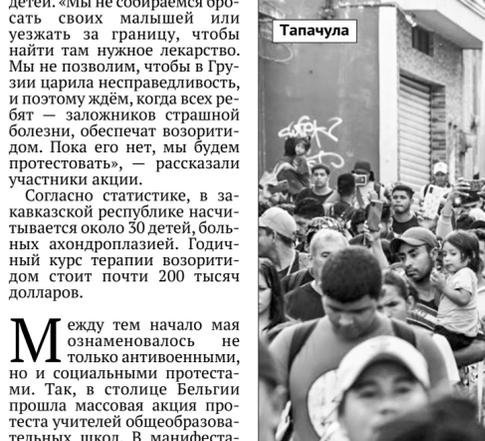 детей. «Мы не собираемся бро-
сать своих малышей или
уезжать за границу, чтобы
найти там нужное лекарство.
Мы не позволим, чтобы в Гру-
зии царила несправедливость,
и поэтому ждём, когда всех ре-
бят — заложников страшной
болезни, обеспечат возорити-
дом. Пока его нет, мы будем
протестовать», — рассказали
участники акции.
Согласно статистике, в за-
кавказской республике насчи-
тывается около 30 детей, боль-
ных ахондроплазией. Годич-
ный курс терапии возорити-
дом стоит почти 200 тысяч
долларов.
Между тем начало мая
ознаменовалось не
только антивоенными,
но и социальными протеста-
ми. Так, в столице Бельгии
прошла массовая акция про-
теста учителей общеобразова-
тельных школ. В манифеста-
Тапачула